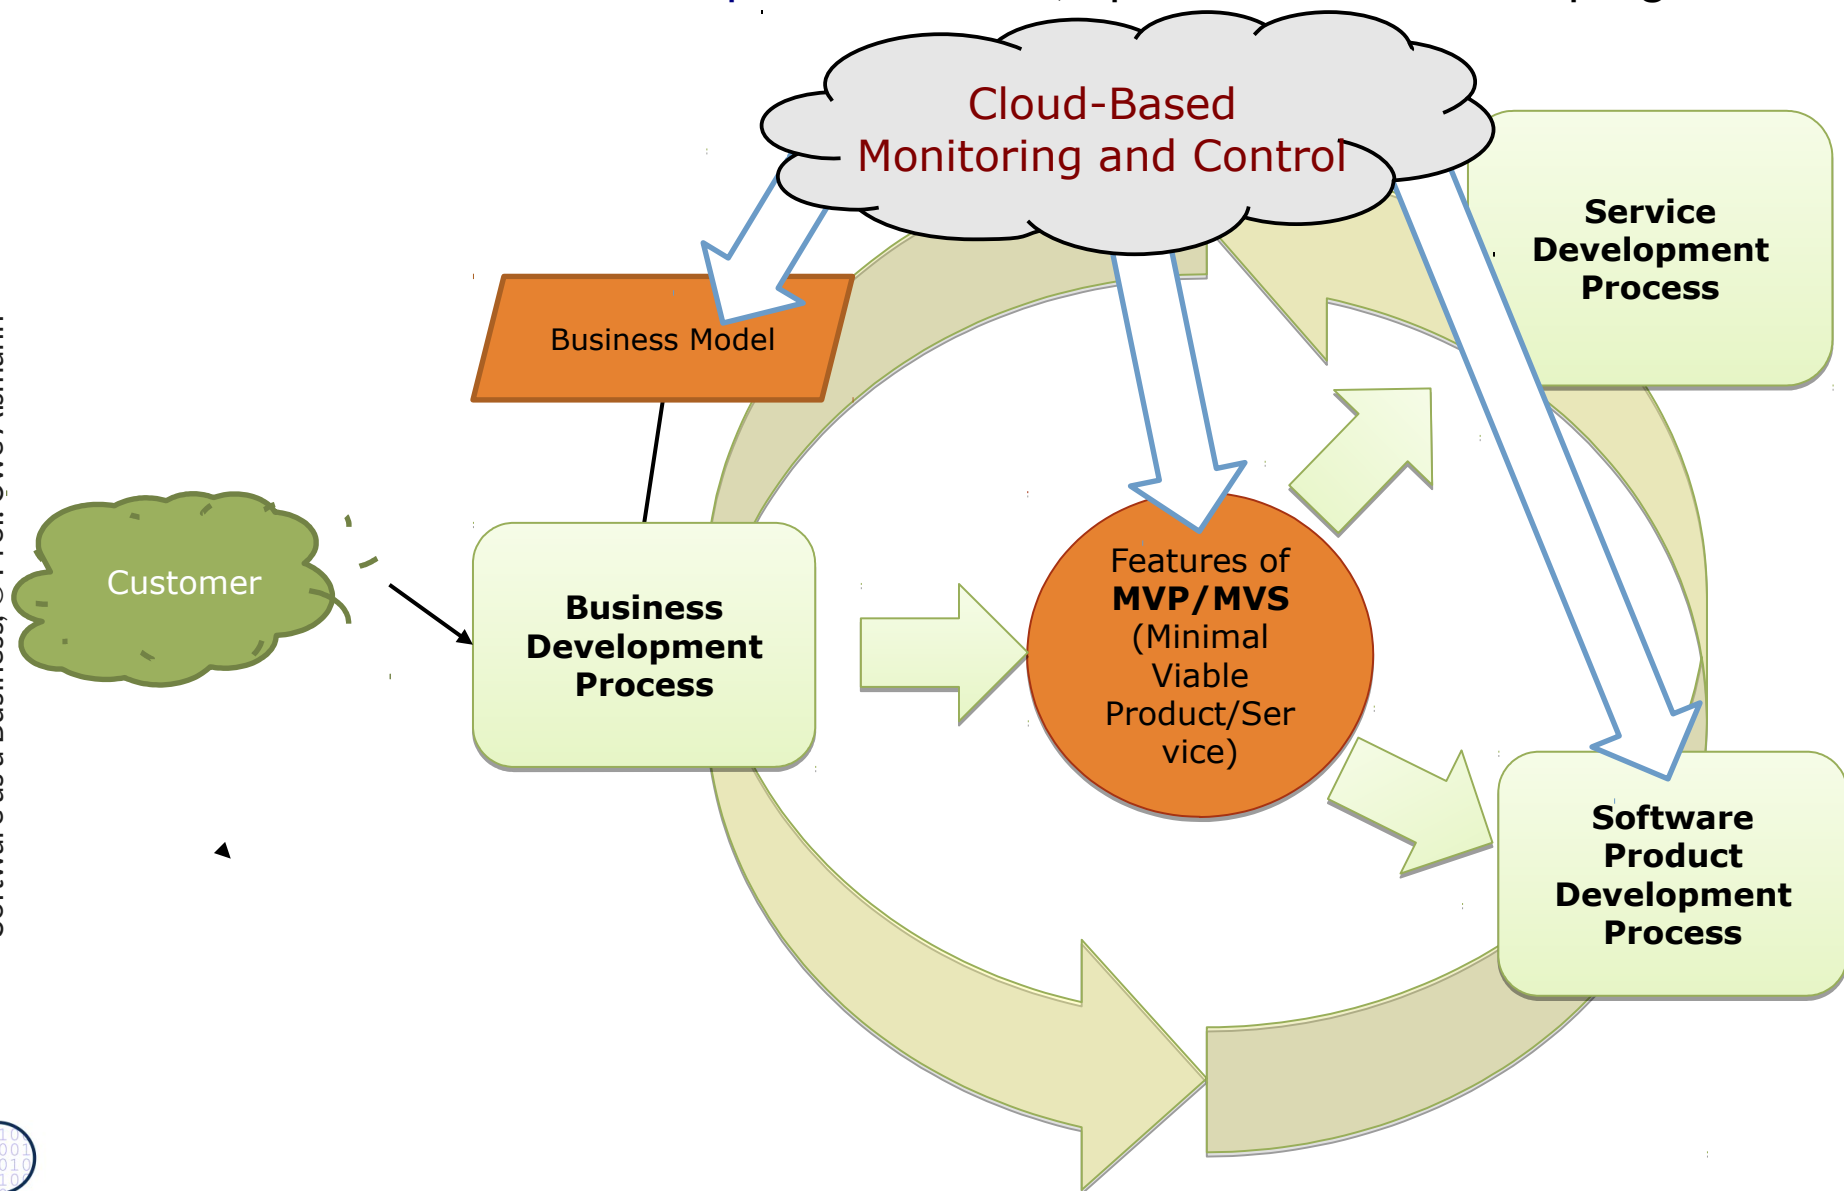 Cloud-Based
Monitoring and Control
Service
Development
Process
Business Model
Customer
Business
Development
Process
Features of
MVP/MVS
(Minimal
Viable
Product/Ser
vice)
Software
Product
Development
Process